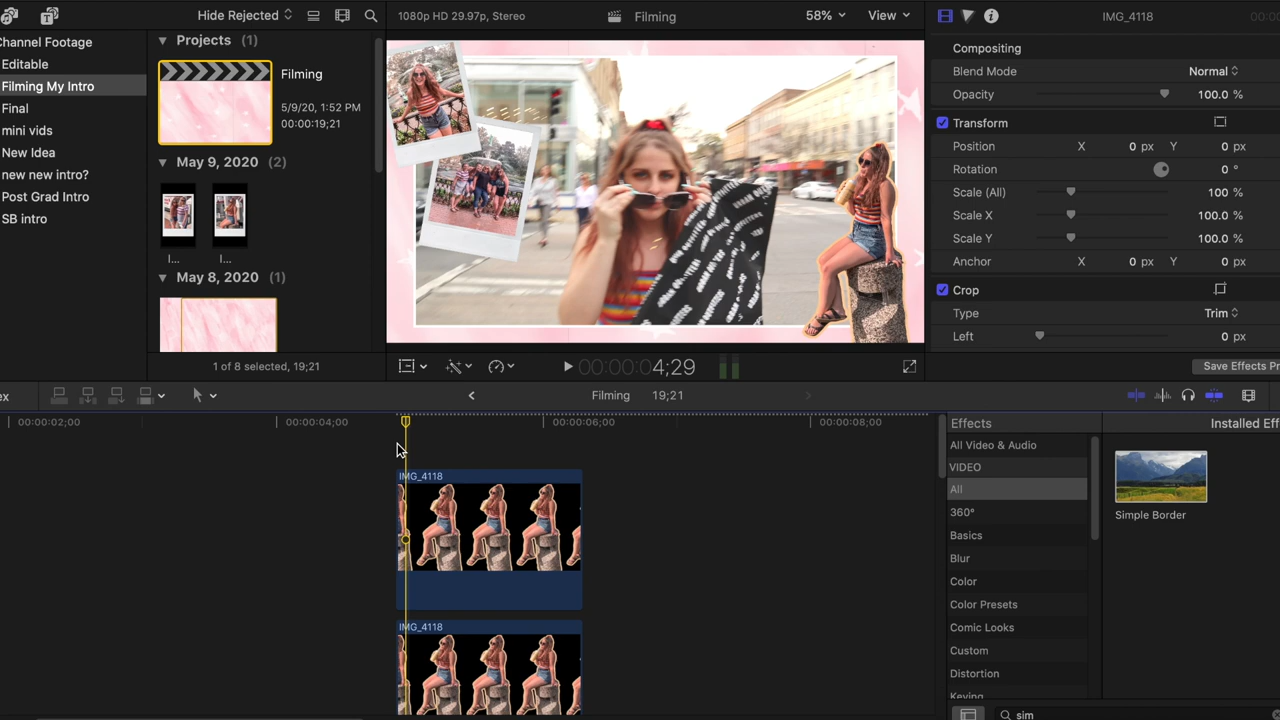 Hide Rejected
1080p HD 29.97p, Stereo
Filming
58%
View
IMG_4118
Channel Footage
Editable
Filming My Intro
Final
mini vids
New Idea
new new intro?
Post Grad Intro
SB intro
Projects (1)
Filming
5/9/20, 1:52 PM
00:00:19;21
May 9, 2020 (2)
I...
I...
May 8, 2020 (1)
1 of 8 selected, 19;21
00:00:04;29
Compositing
Blend Mode Normal
Opacity 100.0 %
Transform
Position X 0 px Y 0 px
Rotation 0 °
Scale (All) 100 %
Scale X 100.0 %
Scale Y 100.0 %
Anchor X 0 px Y 0 px
Crop
Type Trim
Left 0 px
Save Effects Pr
ex
Filming 19;21
00:00:02;00
00:00:04;00
00:00:06;00
00:00:08;00
IMG_4118
IMG_4118
Effects
Installed Eff
All Video & Audio
VIDEO
All
360°
Basics
Blur
Color
Color Presets
Comic Looks
Custom
Distortion
Keying
Simple Border
sim